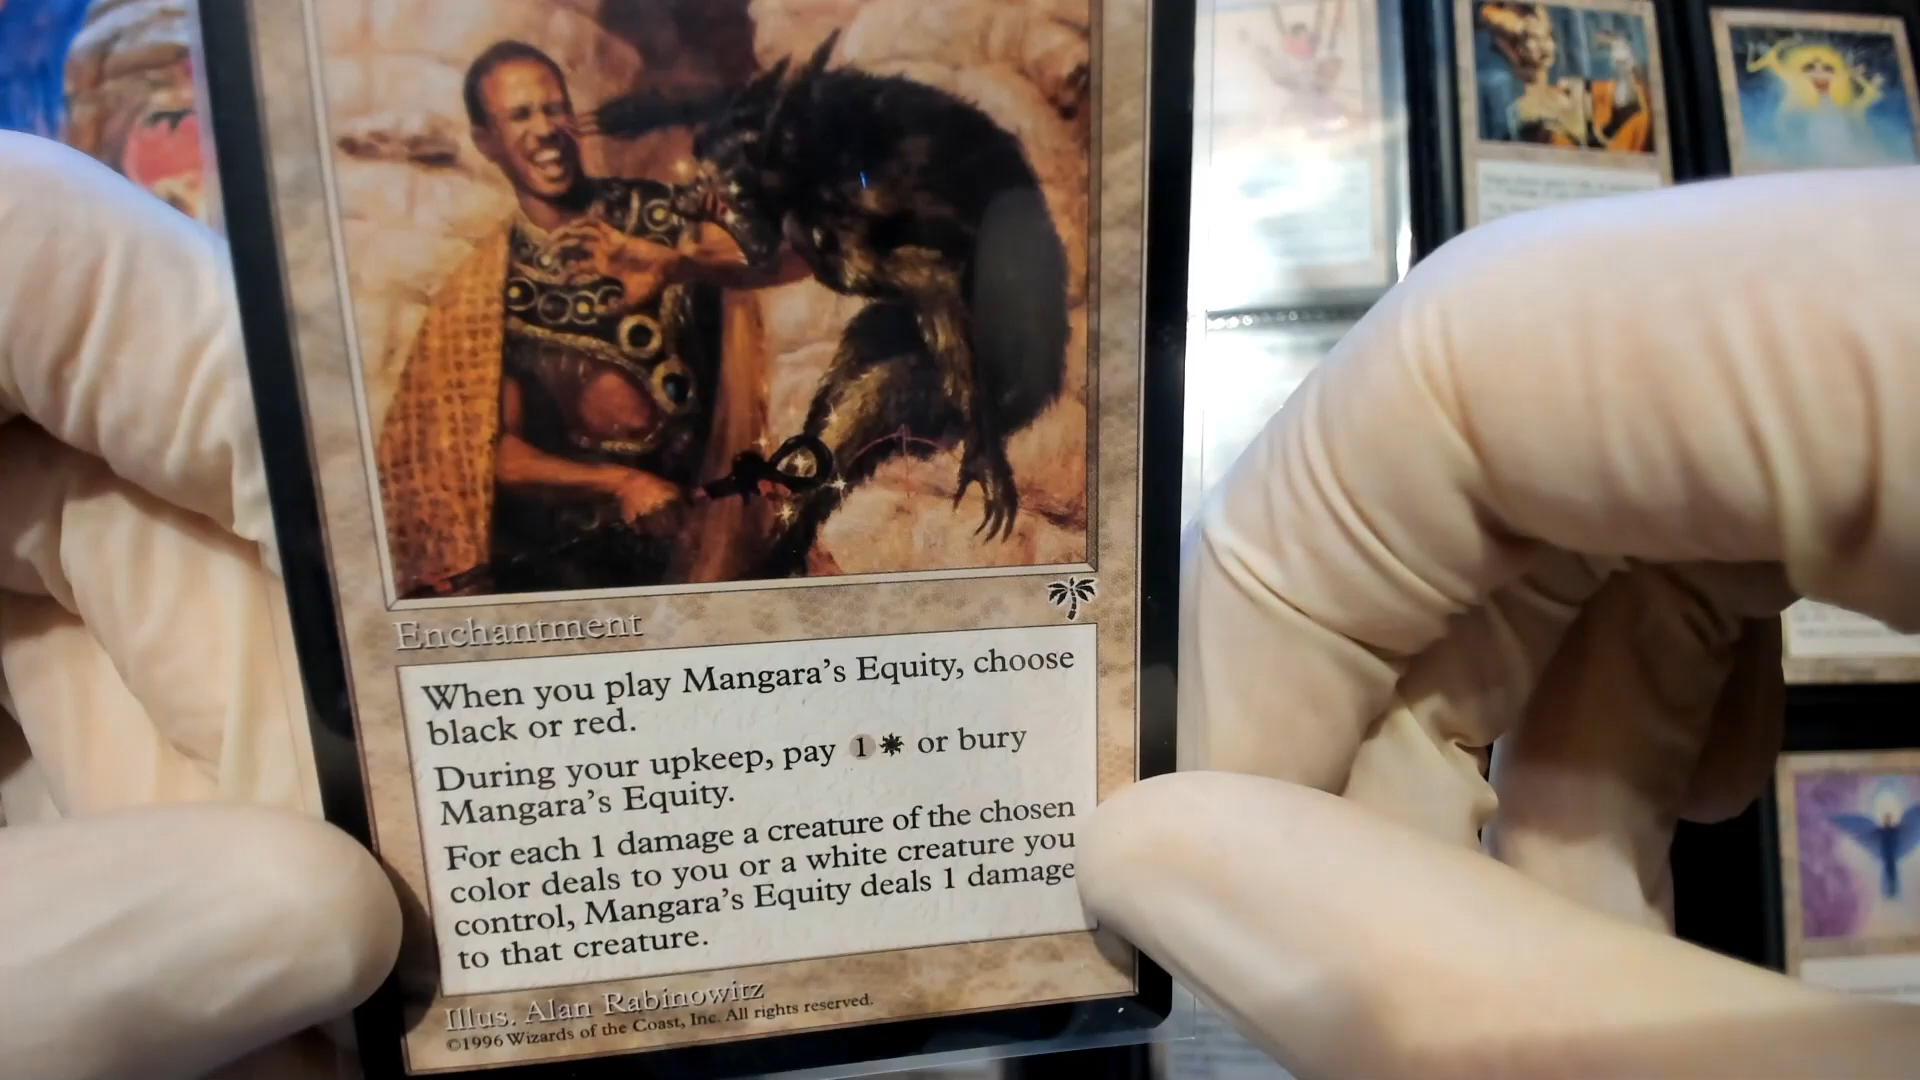 Enchantment
When you play Mangara's Equity, choose
black or red.
During your upkeep, pay 1 or bury
Mangara's Equity.
For each 1 damage a creature of the chosen
color deals to you or a white creature you
control, Mangara's Equity deals 1 damage
to that creature.
Illus. Alan Rabinowitz
©1996 Wizards of the Coast, Inc. All rights reserved.